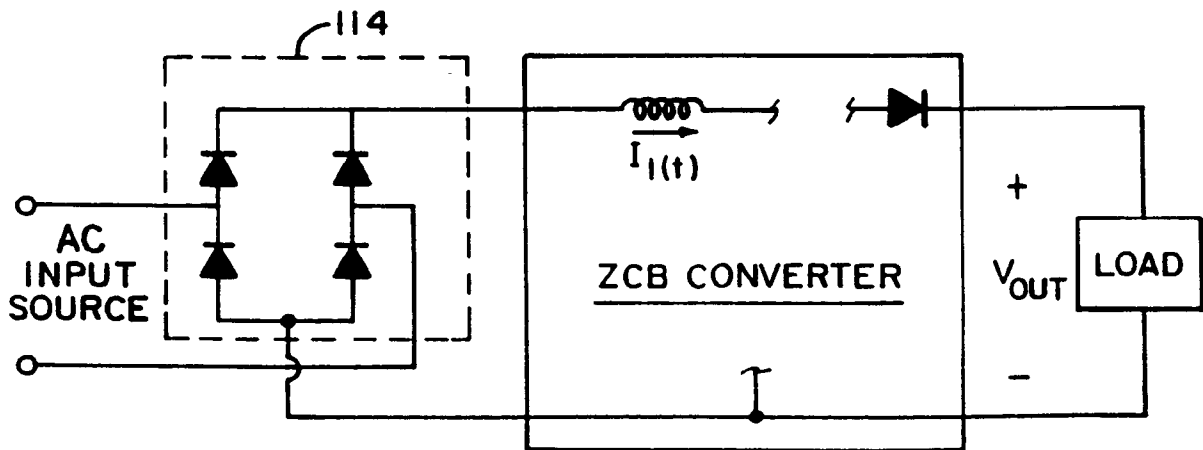 114
I1(t)
+
AC
INPUT
SOURCE
ZCB CONVERTER
VOUT
LOAD
-